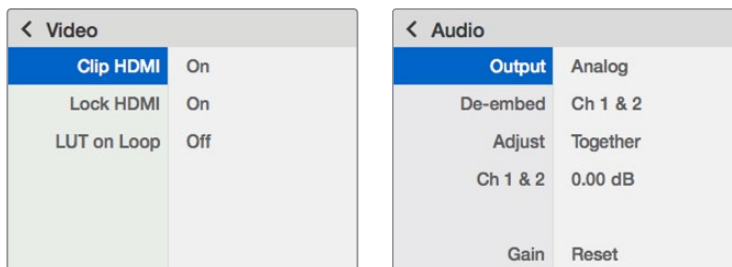 < Video
Clip HDMI On
Lock HDMI On
LUT on Loop Off
< Audio
Output Analog
De-embed Ch 1 & 2
Adjust Together
Ch 1 & 2 0.00 dB
Gain Reset